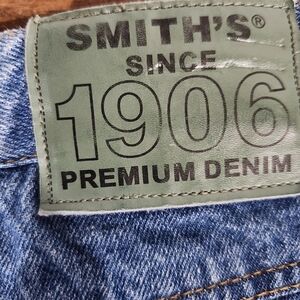 SMITH'S®
SINCE
1906
PREMIUM DENIM